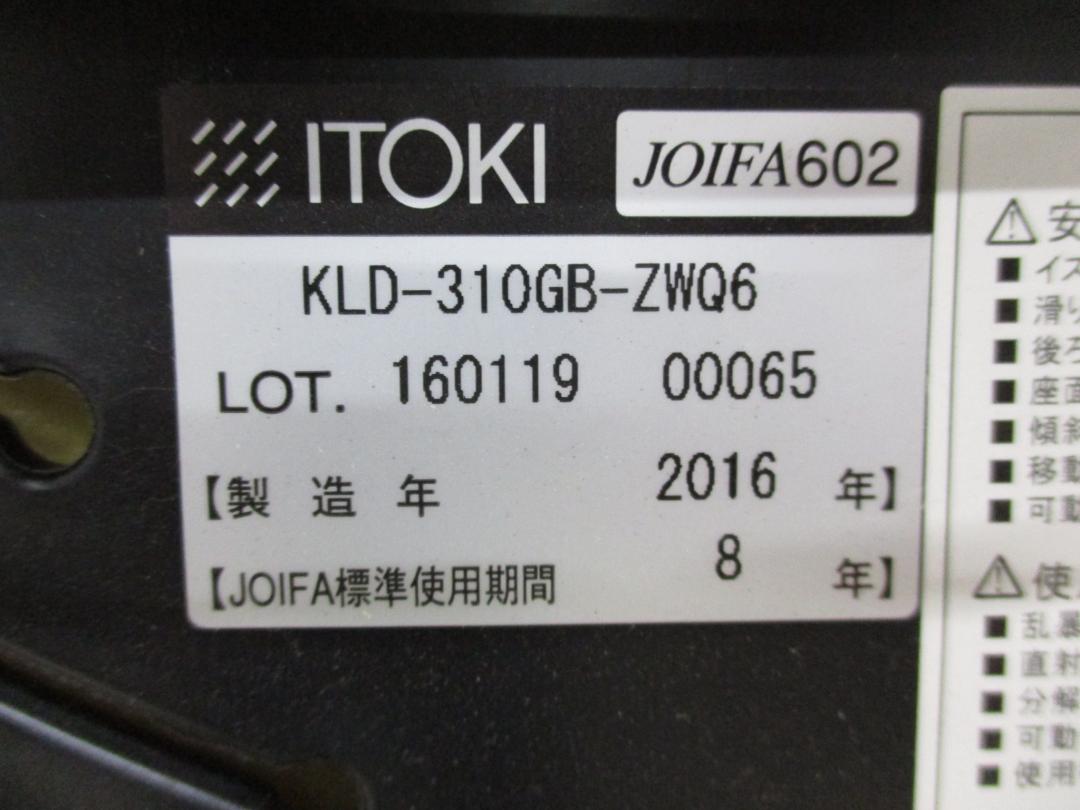 ITOKI
JOIFA602
KLD-310GB-ZWQ6
LOT. 160119 00065
【製造年 2016 年】
【JOIFA標準使用期間 8 年】
⚠安
■イス
■滑り
■後ろ
■座面
■傾斜
■移動
■可動
⚠使
■乱暴
■直射
■分解
■可動
■使用